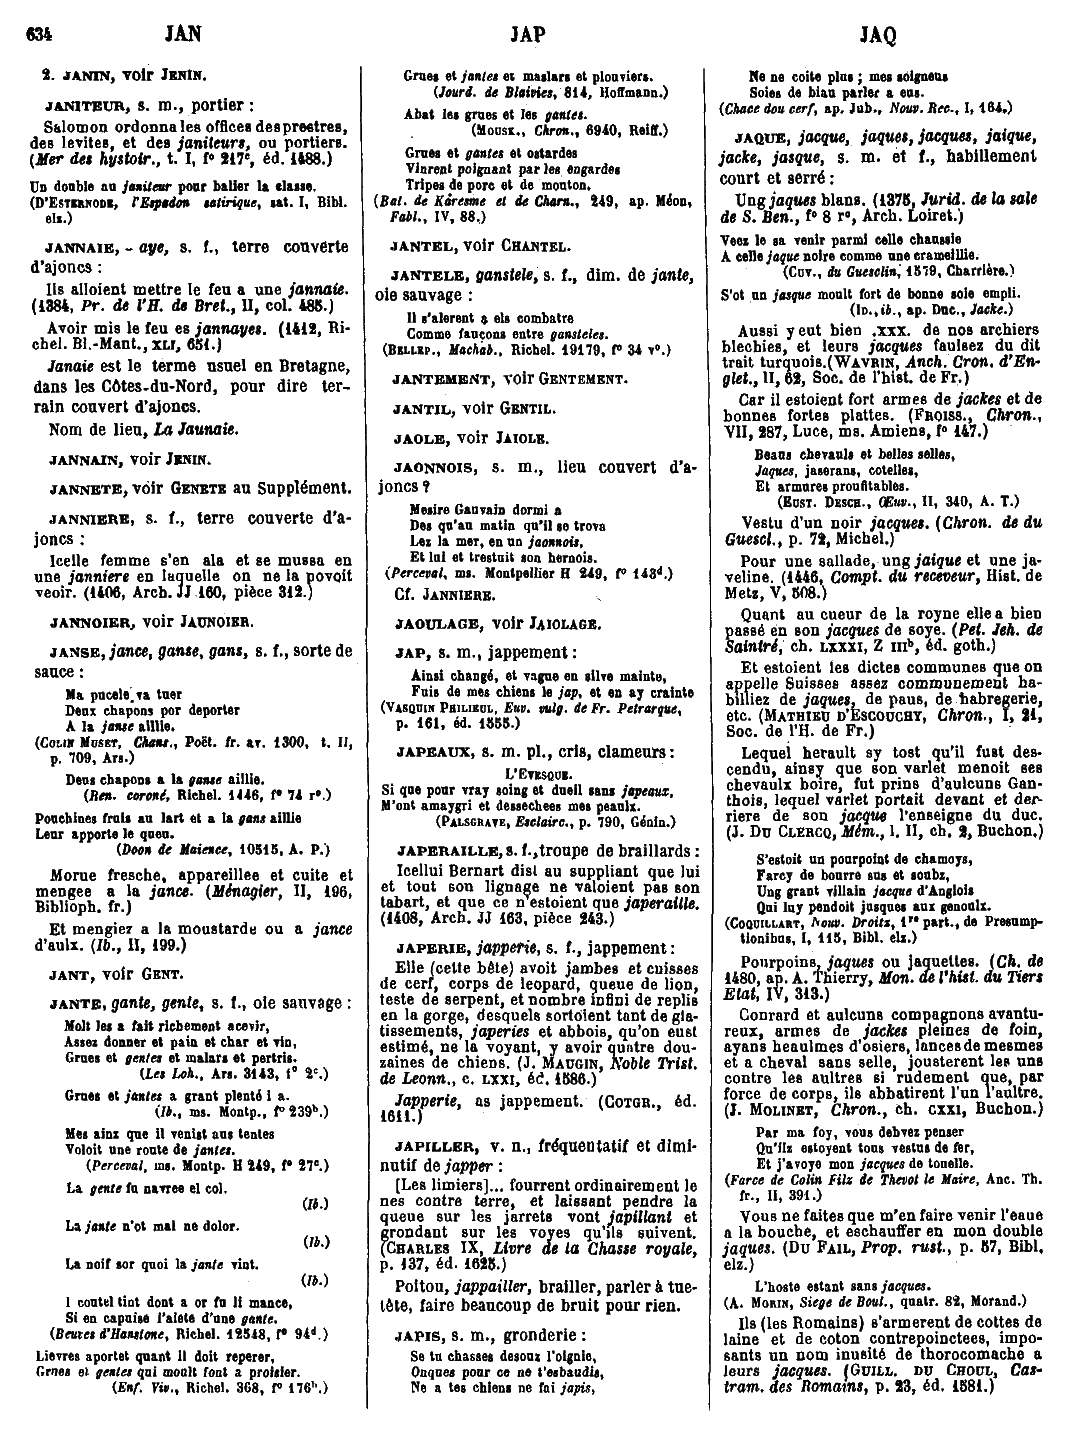 634 JAN JAP JAQ
2. JANIN, voir JENIN.
JANITEUR, s. m., portier :
Salomon ordonna les offices des prestres,
des levites, et des janiteurs, ou portiers.
(Mer des hystoir., t. I, f° 217c, éd. 1488.)
Un double au janiteur pour balier la classe.
(D'ESTERNODE, l'Espadon satirique, sat. I, Bibl.
elz.)
JANNAIE, - aye, s. f., terre couverte
d'ajoncs :
Ils alloient mettre le feu a une jannaie.
(1384, Pr. de l'H. de Bret., II, col. 485.)
Avoir mis le feu es jannayes. (1412, Ri-
chel. Bl.-Mant., XLI, 651.)
Janaie est le terme usuel en Bretagne,
dans les Côtes-du-Nord, pour dire ter-
rain couvert d'ajoncs.
Nom de lieu, La Jaunaie.
JANNAIN, voir JENIN.
JANNETE, voir GENETE au Supplément.
JANNIERE, s. f., terre couverte d'a-
joncs :
Icelle femme s'en ala et se mussa en
une janniere en laquelle on ne la povoit
veoir. (1406, Arch. JJ 160, pièce 312.)
JANNOIER, voir JAUNOIER.
JANSE, jance, ganse, gans, s. f., sorte de
sauce :
Ma pucele va tuer
Deux chapons por deporter
A la janse aillie.
(COLIN MUSET, Chans., Poët. fr. av. 1300, t. II,
p. 709, Ars.)
Deus chapons a la ganse aillie.
(Ren. coroné, Richel. 1446, f° 74 r°.)
Pouchines frais au lart et a la gans aillie
Leur apporte le queu.
(Doon de Maience, 10515, A. P.)
Morue fresche, appareillee et cuite et
mengee a la jance. (Ménagier, II, 196,
Biblioph. fr.)
Et mengiez a la moustarde ou a jance
d'aulx. (Ib., II, 199.)
JANT, voir GENT.
JANTE, gante, gente, s. f., oie sauvage :
Molt les a fait richement acevir,
Assez donner et pain et char et vin,
Grues et gentes et malars et pertris.
(Les Loh., Ars. 3143, f° 2c.)
Grues et jantes a grant planté i a.
(Ib., ms. Montp., f° 239b.)
Mes ainz que il venist aus tentes
Voloit une route de jantes.
(Perceval, ms. Montp. H 249, f° 27c.)
La gente fu navree el col.
(Ib.)
La jante n'ot mal ne dolor.
(Ib.)
La noif sor quoi la jante vint.
(Ib.)
I coutel tint dont a or fu li mance,
Si en capuise l'aleté d'une gante.
(Beuves d'Hanstone, Richel. 12548, f° 94d.)
Lievres aportet quant il doit reperer,
Grues et gentes qui moult font a proisier.
(Enf. Viv., Richel. 368, f° 176b.)
Grues et jantes et maslars et plouviers.
(Jourd. de Blaivies, 814, Hoffmann.)
Abat les grues et les gantes.
(MOUSK., Chron., 6940, Reiff.)
Grues et gantes et ostardes
Vinrent poignant par les engardes
Tripes de porc et de mouton.
(Bat. de Karesme et de Charn., 249, ap. Méon,
Fabl., IV, 88.)
JANTEL, voir CHANTEL.
JANTELE, ganstele, s. f., dim. de jante,
oie sauvage :
Il s'alerent a els combatre
Comme faucons entre gansteles.
(BELLEP., Machab., Richel. 19179, f° 34 v°.)
JANTEMENT, voir GENTEMENT.
JANTIL, voir GENTIL.
JAOLE, voir JAIOLE.
JAONNOIS, s. m., lieu couvert d'a-
joncs ?
Mesire Gauvain dormi a
Des qu'au matin qu'il se trova
Lez la mer, en un jaonnois,
Et lui et trestuit son hernois.
(Perceval, ms. Montpellier H 249, f° 143d.)
Cf. JANNIERE.
JAOULAGE, voir JAIOLAGE.
JAP, s. m., jappement :
Ainsi changé, et vague en silve mainte,
Fuis de mes chiens le jap, et en ay crainte
(VASQUIN PHILIEUL, Euv. vulg. de Fr. Petrarque,
p. 161, éd. 1555.)
JAPEAUX, s. m. pl., cris, clameurs :
L'EVESQUE.
Si que pour vray soing et dueil sans japeaux,
M'ont amaygri et dessechees mes peaulx.
(PALSGRAVE, Esclairc., p. 790, Génin.)
JAPERAILLE, s. f., troupe de braillards :
Icellui Bernart dist au suppliant que lui
et tout son lignage ne valoient pas son
tabart, et que ce n'estoient que japeraille.
(1408, Arch. JJ 163, pièce 243.)
JAPERIE, japperie, s. f., jappement :
Elle (cette bête) avoit jambes et cuisses
de cerf, corps de leopard, queue de lion,
teste de serpent, et nombre infini de replis
en la gorge, desquels sortoient tant de gla-
tissements, japeries et abbois, qu'on eust
estimé, ne la voyant, y avoir quatre dou-
zaines de chiens. (J. MAUGIN, Noble Trist.
de Leonn., c. LXXI, éd. 1586.)
Japperie, as jappement. (COTGR., éd.
1611.)
JAPILLER, v. n., fréquentatif et dimi-
nutif de japper :
[Les limiers]... fourrent ordinairement le
nes contre terre, et laissant pendre la
queue sur les jarrets vont japillant et
grondant sur les voyes qu'ils suivent.
(CHARLES IX, Livre de la Chasse royale,
p. 137, éd. 1625.)
Poitou, jappailler, brailler, parler à tue-
tête, faire beaucoup de bruit pour rien.
JAPIS, s. m., gronderie :
Se tu chasses desouz l'oignie,
Onques pour ce ne t'esbaudis,
Ne a tes chiens ne fai japis,
Ne ne coite plus ; mes soigneus
Soies de biau parler a eus.
(Chace dou cerf, ap. Jub., Nouv. Rec., I, 164.)
JAQUE, jacque, jaques, jacques, jaique,
jacke, jasque, s. m. et f., habillement
court et serré :
Ung jaques blans. (1375, Jurid. de la sale
de S. Ben., f° 8 r°, Arch. Loiret.)
Veez le sa venir parmi celle chaussie
A celle jaque noire comme une cramelllie.
(CUV., du Guesclin, 1579, Charrière.)
S'ot un jasque moult fort de bonne soie empli.
(ID., ib., ap. Duc., Jacke.)
Aussi y eut bien .XXX. de nos archiers
blechies, et leurs jacques faulsez du dit
trait turquois. (WAVRIN, Anch. Cron. d'En-
glet., II, 62, Soc. de l'hist. de Fr.)
Car il estoient fort armes de jackes et de
bonnes fortes plattes. (FROISS., Chron.,
VII, 287, Luce, ms. Amiens, f° 147.)
Beaus chevauls et belles selles,
Jaques, jaserans, cotelles,
Et armures proufitables.
(EUST. DESCH., Œuv., II, 340, A. T.)
Vestu d'un noir jacques. (Chron. de du
Guescl., p. 72, Michel.)
Pour une sallade, ung jaique et une ja-
veline. (1446, Compt. du receveur, Hist. de
Metz, V, 508.)
Quant au cueur de la royne elle a bien
passé en son jacques de soye. (Pet. Jeh. de
Saintré, ch. LXXXI, Z IIIb, éd. goth.)
Et estoient les dictes communes que on
appelle Suisses assez communement ha-
billiez de jacques, de paus, de habregerie,
etc. (MATHIEU D'ESCOUCHY, Chron., I, 21,
Soc. de l'H. de Fr.)
Lequel herault sy tost qu'il fust des-
cendu, ainsy que son varlet menoit ses
chevaulx boire, fut prins d'aulcuns Gan-
thois, lequel varlet portait devant et der-
riere de son jacque l'enseigne du duc.
(J. DU CLERCQ, Mém., l. II, ch. 2, Buchon.)
S'estoit un pourpoint de chamoys,
Farcy de bourre sus et soubz,
Ung grant villain jacque d'Anglois
Qui luy pendoit jusques aux genoulx.
(COQUILLART, Nouv. Droitz, 1re part., de Presump-
tionibus, I, 115, Bibl. elz.)
Pourpoins, jaques ou jaquettes. (Ch. de
1480, ap. A. Thierry, Mon. de l'hist. du Tiers
Etat, IV, 313.)
Conrard et aulcuns compagnons avantu-
reux, armes de jackes pleines de foin,
ayans heaulmes d'osiers, lances de mesmes
et a cheval sans selle, jousterent les uns
contre les aultres si rudement que, par
force de corps, ils abbatirent l'un l'aultre.
(J. MOLINET, Chron., ch. CXXI, Buchon.)
Par ma foy, vous debvez penser
Qu'ilz estoyent tous vestus de fer,
Et j'avoye mon jacques de tonelle.
(Farce de Colin Filz de Thevot le Maire, Anc. Th.
fr., II, 391.)
Vous ne faites que m'en faire venir l'eaue
a la bouche, et eschauffer en mon double
jaques. (DU FAIL, Prop. rust., p. 57, Bibl.
elz.)
L'hoste estant sans jacques.
(A. MORIN, Siege de Boul., quatr. 82, Morand.)
Ils (les Romains) s'armerent de cottes de
laine et de coton contrepoinctees, impo-
sants un nom inusité de thorocomache a
leurs jacques. (GUILL. DU CHOUL, Cas-
tram. des Romains, p. 23, éd. 1581.)